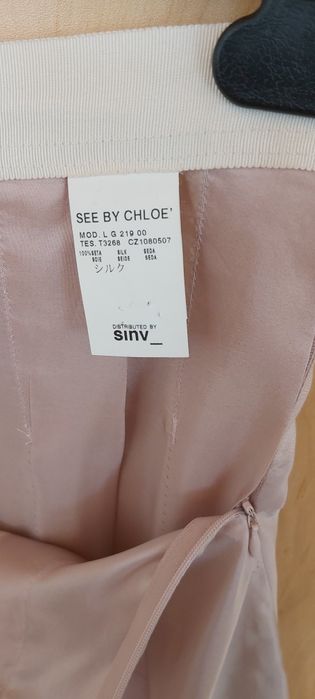 SEE BY CHLOE'
MOD. L G 219 00
TES. T3268 CZ1080507
100%SETA SILK SEDA
SOIE SEIDE SEDA
シルク
DISTRIBUTED BY
sinv_